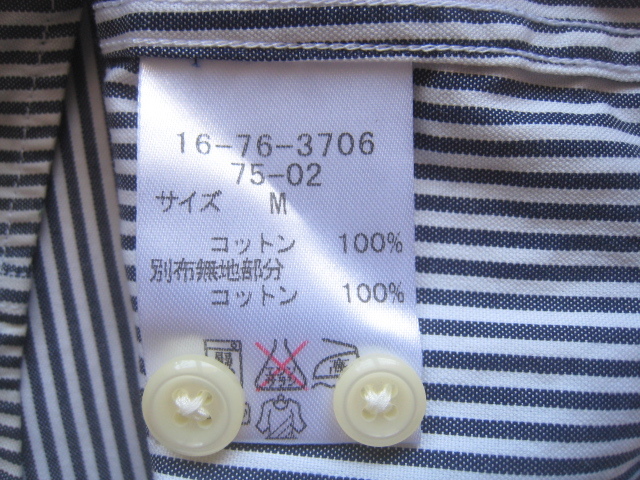 16-76-3706
75-02
サイズ M
コットン 100%
別布無地部分
コットン 100%